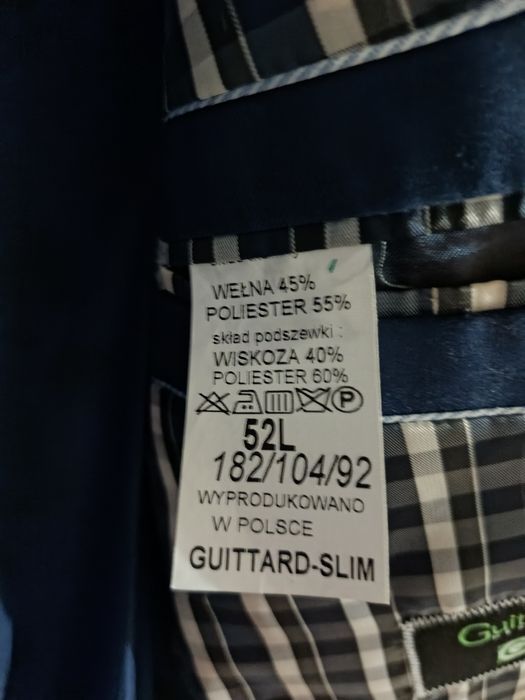 WEŁNA 45%
POLIESTER 55%
skład podszewki :
WISKOZA 40%
POLIESTER 60%
P
52L
182/104/92
WYPRODUKOWANO
W POLSCE
GUITTARD-SLIM